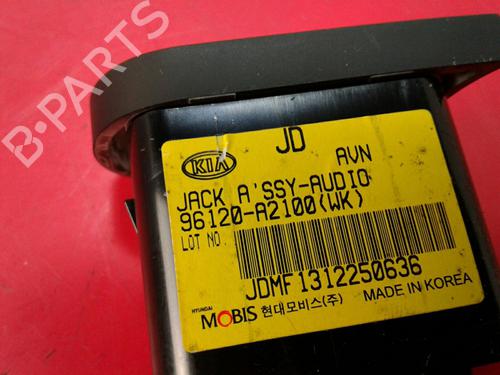 B-PARTS
KIA
JD
AVN
JACK A'SSY-AUDIO
96120-A2100(WK)
LOT NO.
JDMF1312250636
HYUNDAI
MOBIS 현대모비스(주) MADE IN KOREA